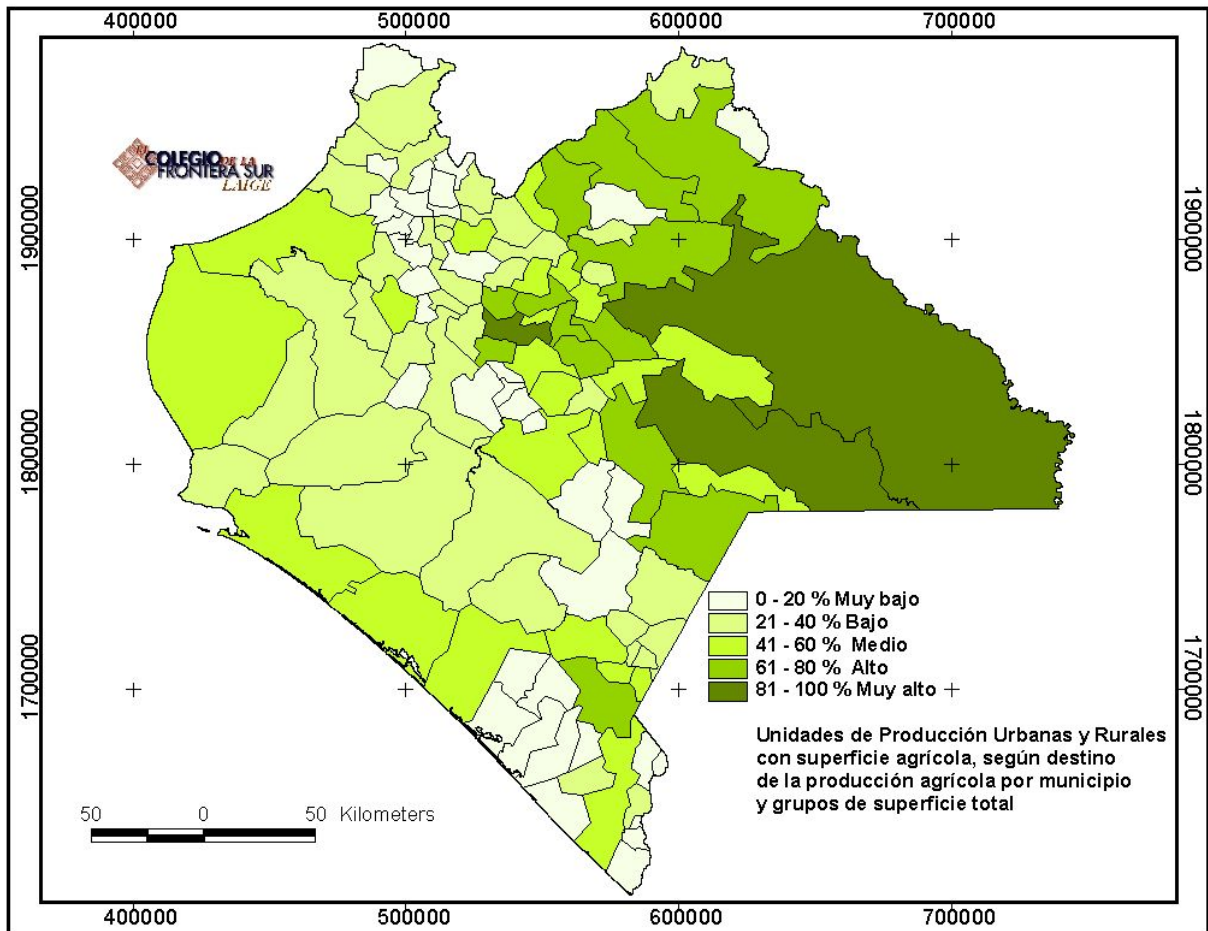 400000 500000 600000 700000
EL
COLEGIO DE LA
FRONTERA SUR
LAIGE
1900000 1900000
1800000 1800000
0 - 20 % Muy bajo
21 - 40 % Bajo
41 - 60 % Medio
61 - 80 % Alto
81 - 100 % Muy alto
1700000 1700000
Unidades de Producción Urbanas y Rurales
con superficie agrícola, según destino
de la producción agrícola por municipio
y grupos de superficie total
50 0 50 Kilometers
400000 500000 600000 700000